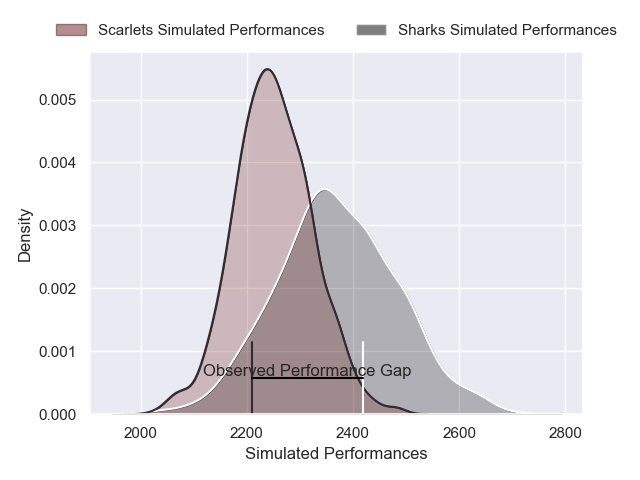 Scarlets Simulated Performances Sharks Simulated Performances
0.005
0.004
0.003
0.002
0.001
0.000
Density
Observed Performance Gap
2000 2200 2400 2600 2800
Simulated Performances